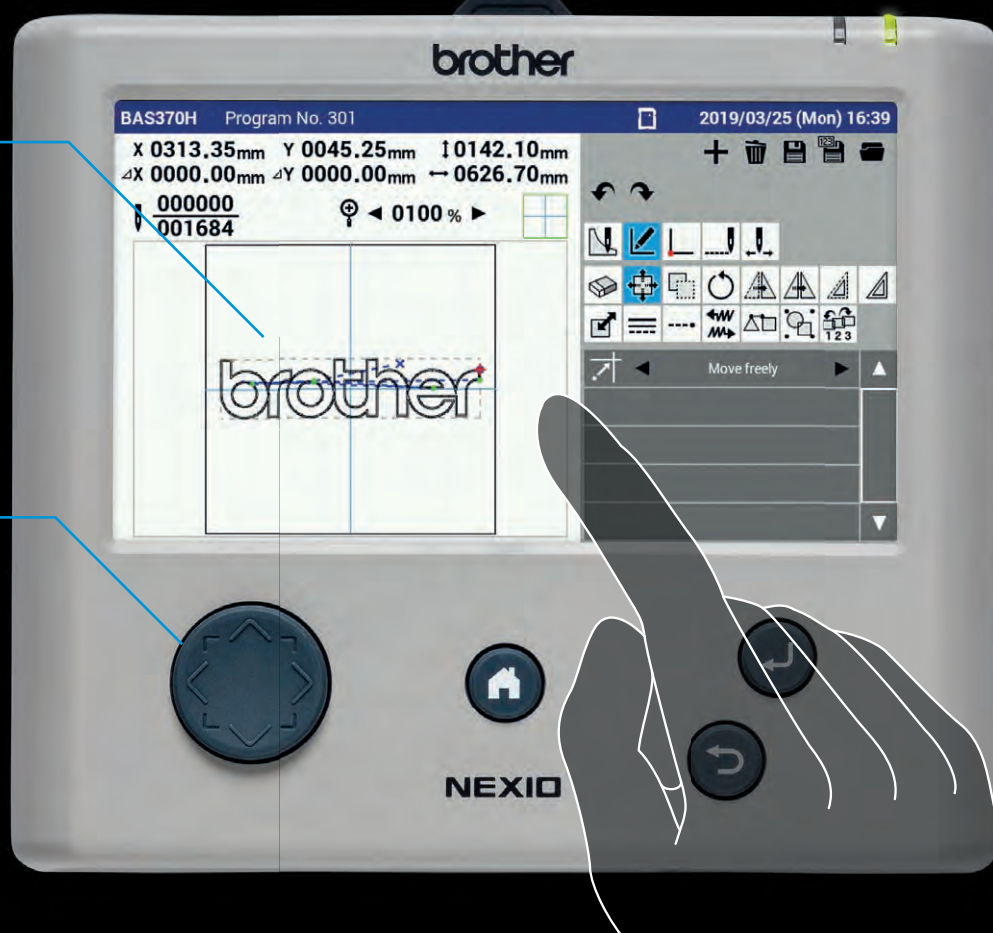 brother
BAS370H Program No. 301 2019/03/25 (Mon) 16:39
X 0313.35mm Y 0045.25mm ↕0142.10mm
⊿X 0000.00mm ⊿Y 0000.00mm ↔ 0626.70mm
000000
001684
◀ 0100 % ▶
123
123
◀ Move freely ▶
brother
NEXIO